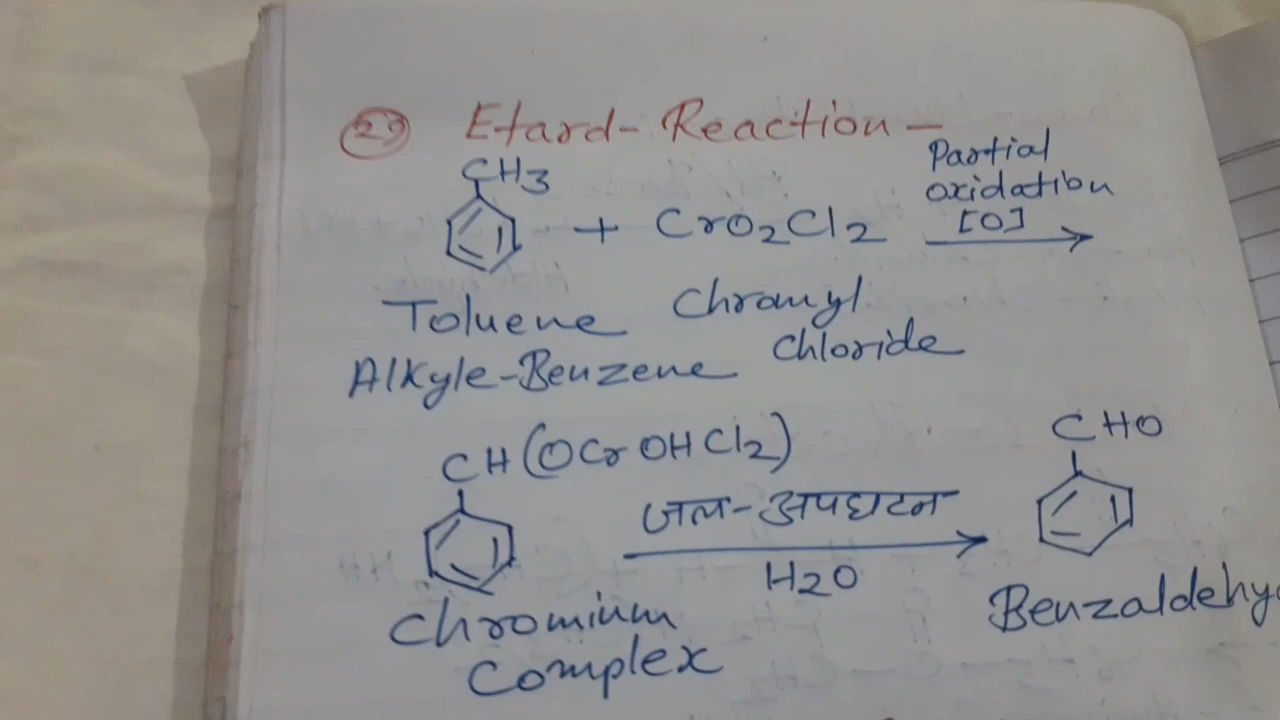 29 Etard-Reaction-
CH3
Partial
oxidation
[O]
+ CrO2Cl2
Toluene
Chromyl
chloride
Alkyle-Benzene
CH(OCrOHCl2)
जल-अपघटन
H2O
CHO
Chromium
Complex
Benzaldehy